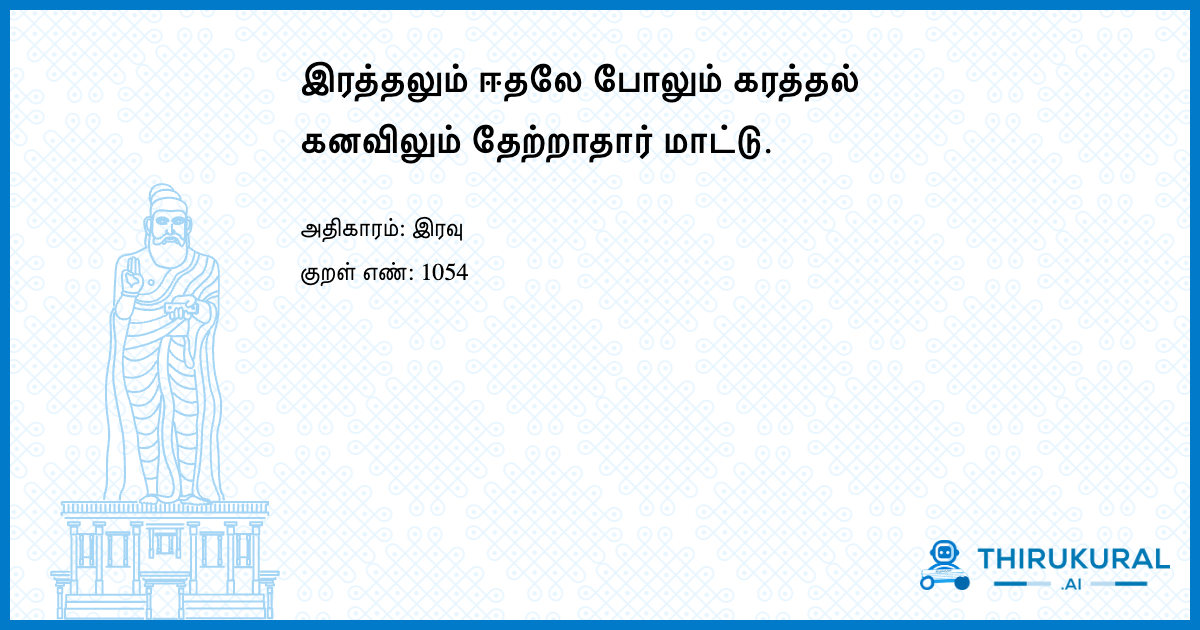 இரத்தலும் ஈதலே போலும் கரத்தல்
கனவிலும் தேற்றாதார் மாட்டு.
அதிகாரம்: இரவு
குறள் எண்: 1054
THIRUKURAL
.AI